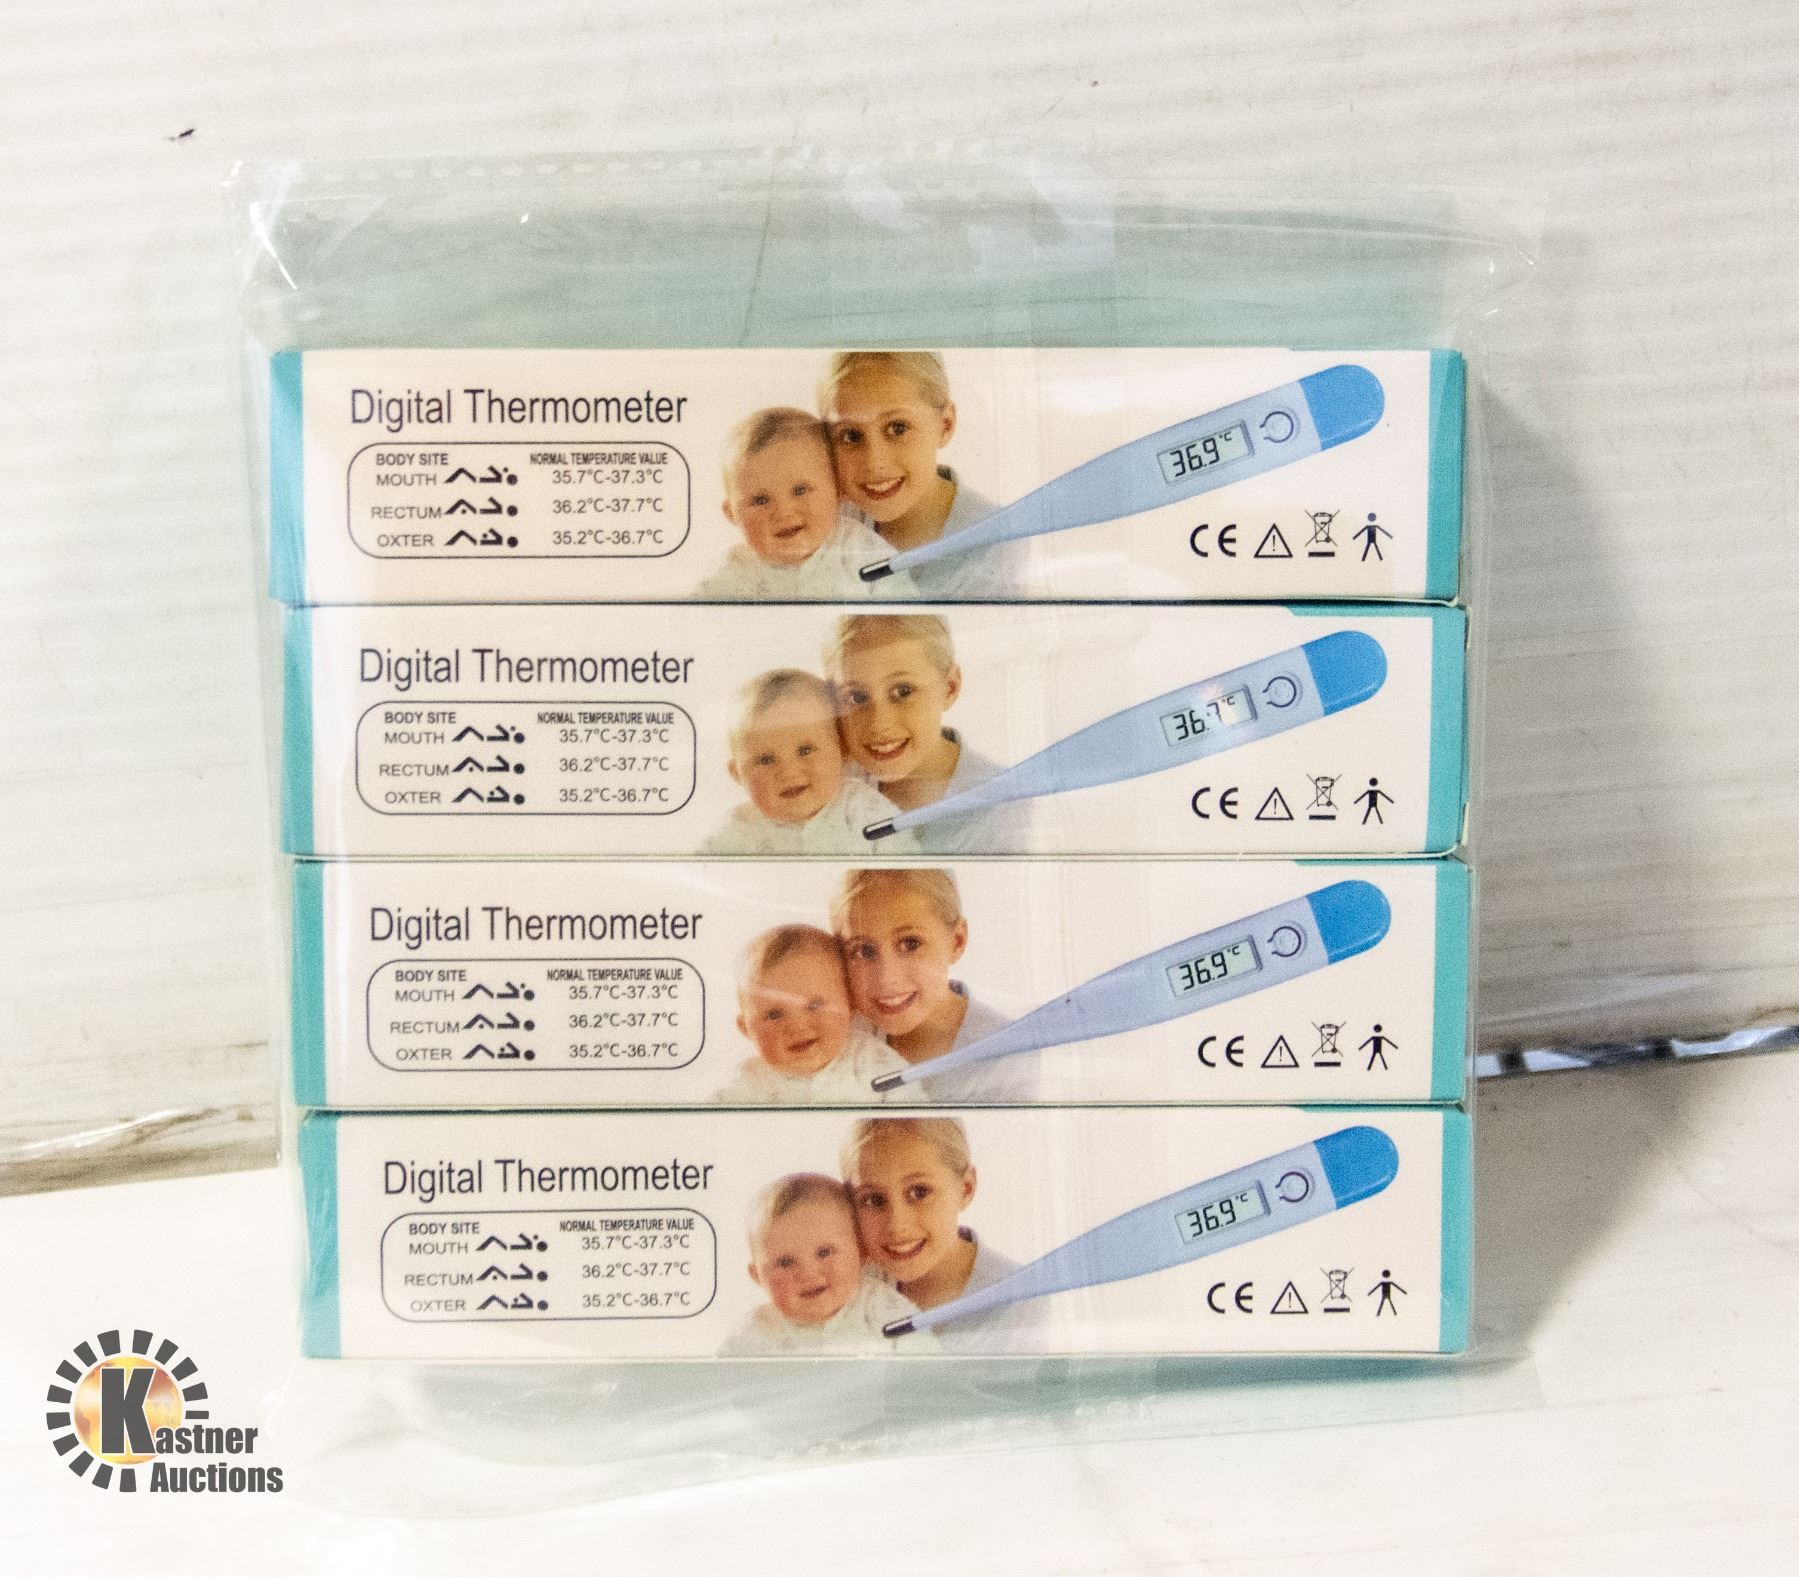 Digital Thermometer
BODY SITE NORMAL TEMPERATURE VALUE
MOUTH 35.7°C-37.3°C
RECTUM 36.2°C-37.7°C
OXTER 35.2°C-36.7°C
36.9°C
CE
Digital Thermometer
BODY SITE NORMAL TEMPERATURE VALUE
MOUTH 35.7°C-37.3°C
RECTUM 36.2°C-37.7°C
OXTER 35.2°C-36.7°C
CE
Digital Thermometer
BODY SITE NORMAL TEMPERATURE VALUE
MOUTH 35.7°C-37.3°C
RECTUM 36.2°C-37.7°C
OXTER 35.2°C-36.7°C
36.9°C
CE
Digital Thermometer
BODY SITE NORMAL TEMPERATURE VALUE
MOUTH 35.7°C-37.3°C
RECTUM 36.2°C-37.7°C
OXTER 35.2°C-36.7°C
36.9°C
CE
Kastner
Auctions